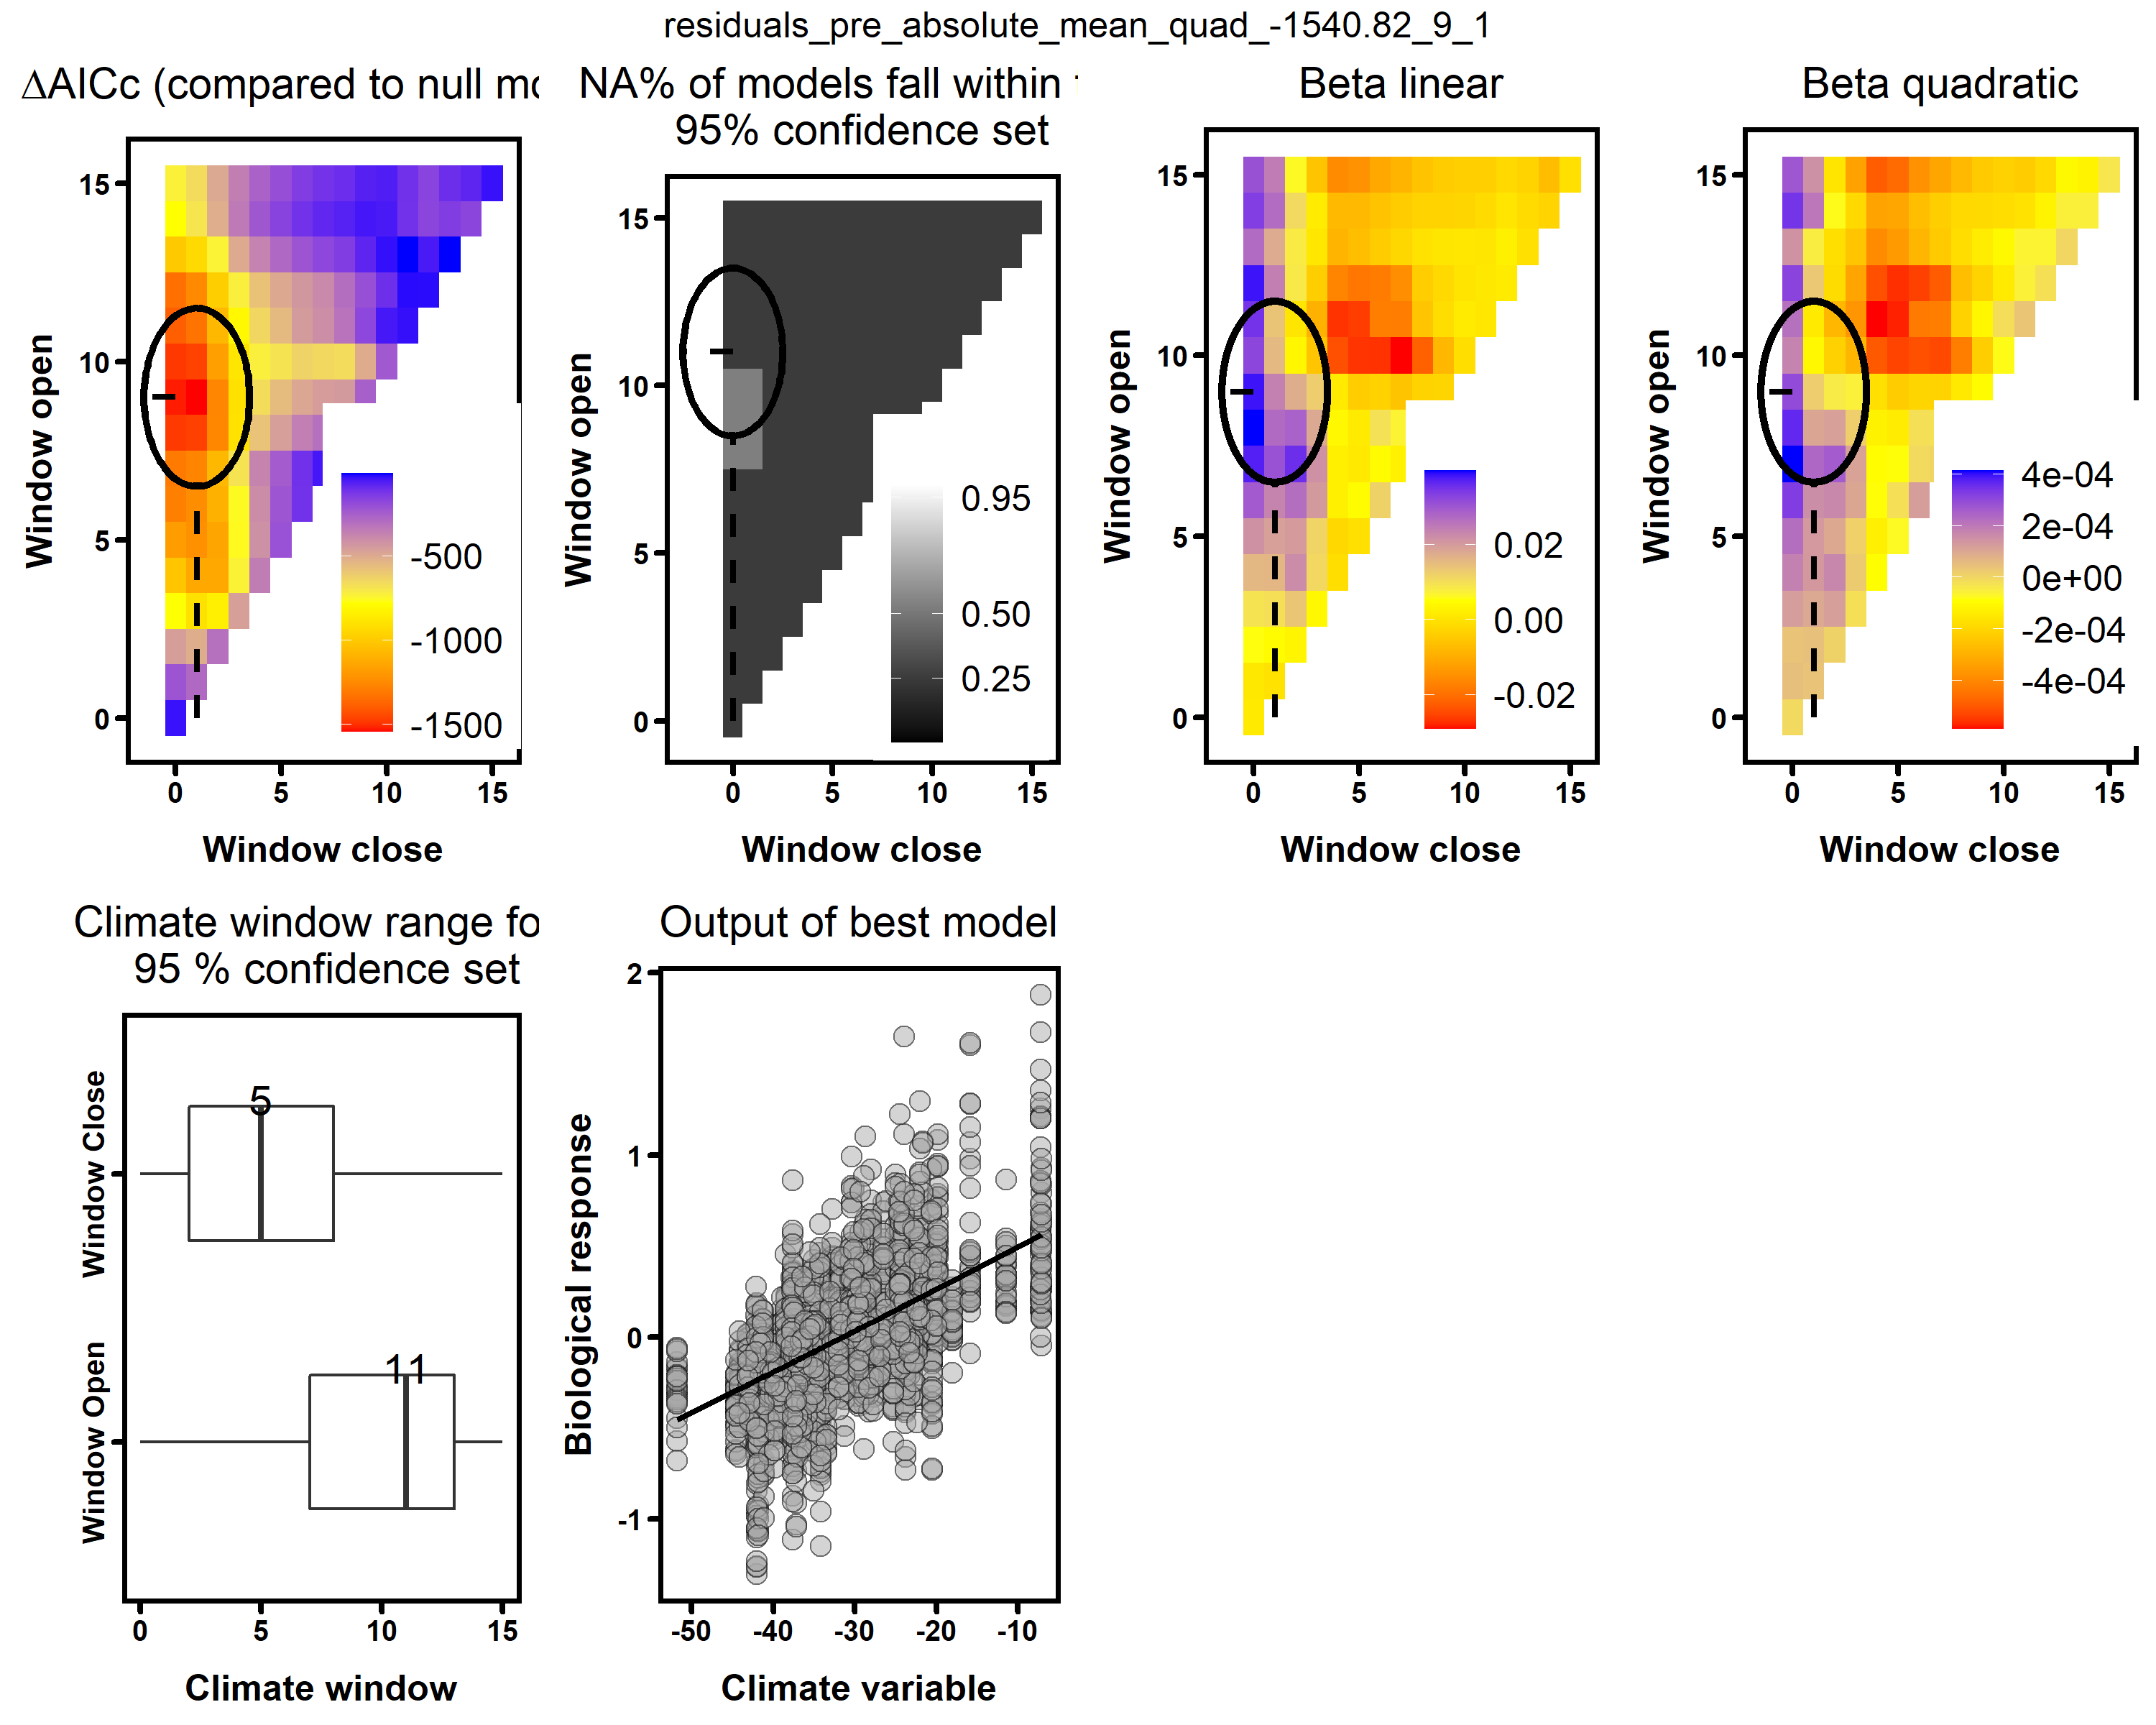 residuals_pre_absolute_mean_quad_-1540.82_9_1
ΔAICc (compared to null mo
15
10
5
0
Window open
-500
-1000
-1500
0 5 10 15
Window close
NA% of models fall within
95% confidence set
15
10
5
0
Window open
0.95
0.50
0.25
0 5 10 15
Window close
Beta linear
15
10
5
0
Window open
0.02
0.00
-0.02
0 5 10 15
Window close
Beta quadratic
15
10
5
0
Window open
4e-04
2e-04
0e+00
-2e-04
-4e-04
0 5 10 15
Window close
Climate window range fo
95 % confidence set
Window Close
5
Window Open
11
0 5 10 15
Climate window
Output of best model
2
1
0
-1
Biological response
-50 -40 -30 -20 -10
Climate variable